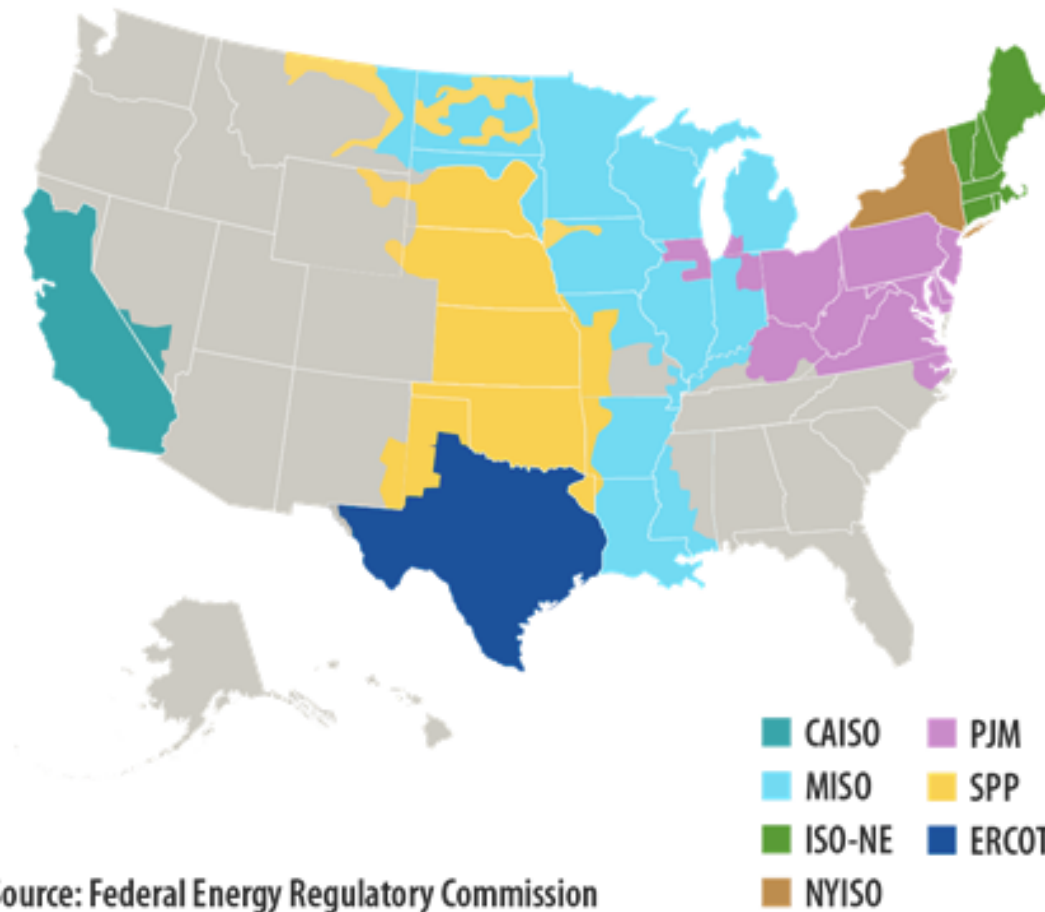 CAISO
MISO
ISO-NE
NYISO
PJM
SPP
ERCOT
ource: Federal Energy Regulatory Commission